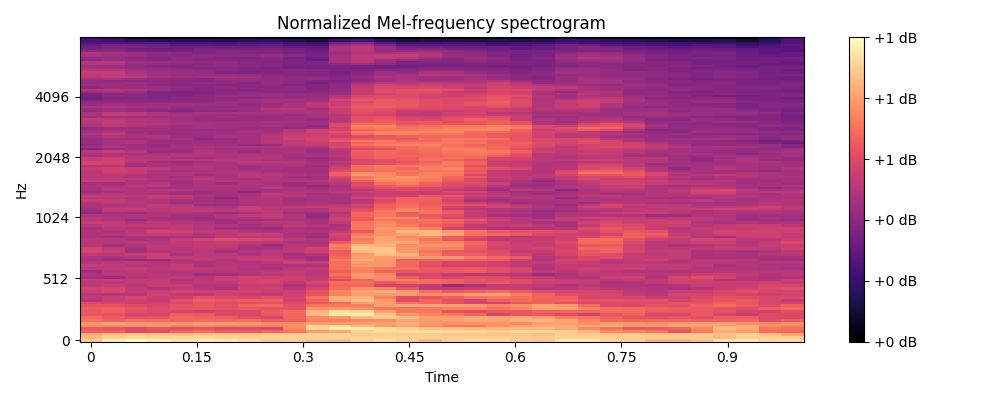 Normalized Mel-frequency spectrogram
Hz
4096
2048
1024
512
0
0 0.15 0.3 0.45 0.6 0.75 0.9
Time
+1 dB
+1 dB
+1 dB
+0 dB
+0 dB
+0 dB